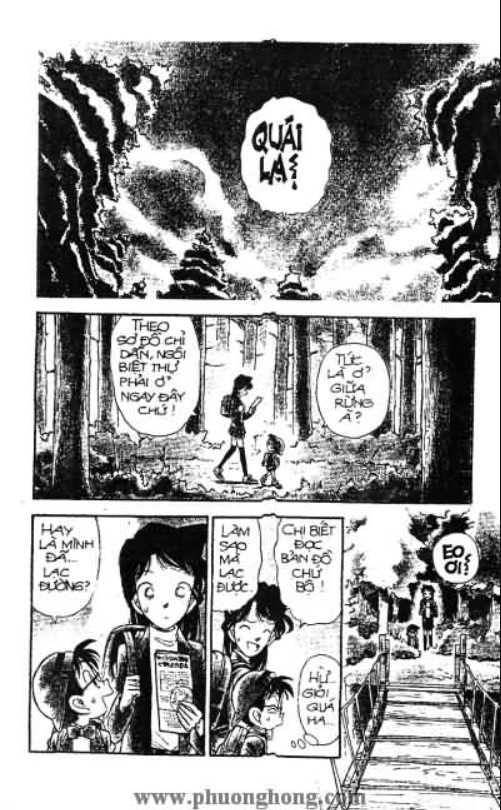 QUÁI
LẠ!
THEO
SƠ ĐỒ CHỈ
DẪN, NGÔI
BIỆT THỰ
PHẢI Ở
NGAY ĐÂY
CHỨ!
TỨC
LÀ Ở
GIỮA
RỪNG
À?
HAY
LÀ MÌNH
ĐÃ...
LẠC
ĐƯỜNG?
LÀM
SAO
MÀ
LẠC
ĐƯỢC...
CHỊ BIẾT
ĐỌC
BẢN ĐỒ
CHỨ
BỘ!
HỪ...
GIỎI
QUÁ
HA...
EO
ƠI!
www.phuonghong.com